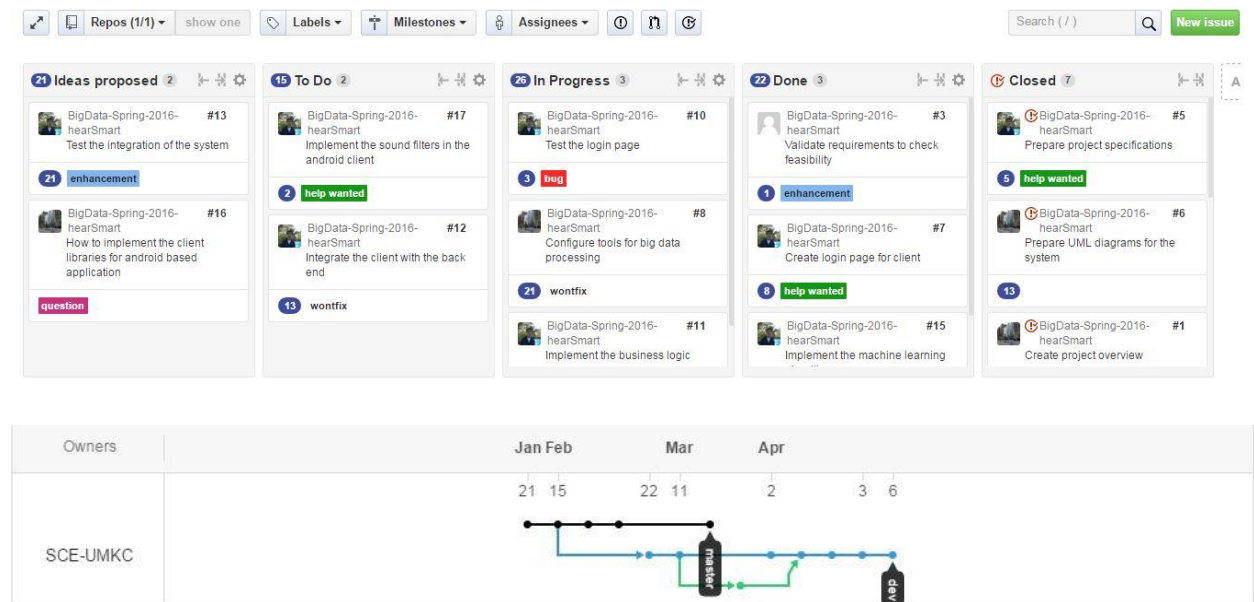 Repos (1/1) show one Labels Milestones Assignees Search ( / ) New issue
21 Ideas proposed 2
BigData-Spring-2016- #13
hearSmart
Test the integration of the system
21 enhancement
BigData-Spring-2016- #16
hearSmart
How to implement the client
libraries for android based
application
question
15 To Do 2
BigData-Spring-2016- #17
hearSmart
Implement the sound filters in the
android client
2 help wanted
BigData-Spring-2016- #12
hearSmart
Integrate the client with the back
end
13 wontfix
26 In Progress 3
BigData-Spring-2016- #10
hearSmart
Test the login page
3 bug
BigData-Spring-2016- #8
hearSmart
Configure tools for big data
processing
21 wontfix
BigData-Spring-2016- #11
hearSmart
Implement the business logic
22 Done 3
BigData-Spring-2016- #3
hearSmart
Validate requirements to check
feasibility
1 enhancement
BigData-Spring-2016- #7
hearSmart
Create login page for client
8 help wanted
BigData-Spring-2016- #15
hearSmart
Implement the machine learning
Closed 7
BigData-Spring-2016- #5
hearSmart
Prepare project specifications
5 help wanted
BigData-Spring-2016- #6
hearSmart
Prepare UML diagrams for the
system
13
BigData-Spring-2016- #1
hearSmart
Create project overview
A
Owners Jan Feb Mar Apr
21 15 22 11 2 3 6
SCE-UMKC
master
dev